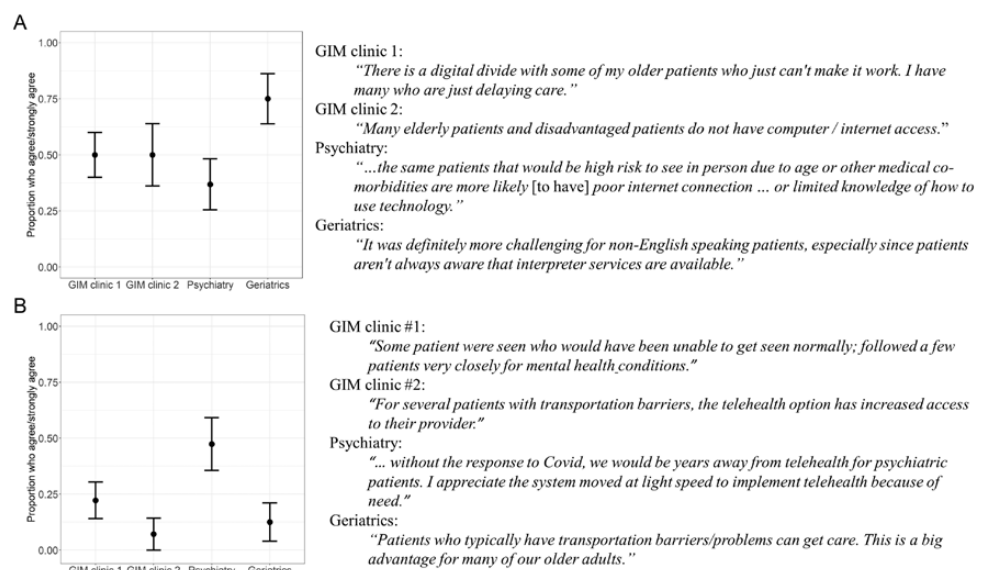 A
Proportion who agree/strongly agree
1.00
0.75
0.50
0.25
0.00
GIM clinic 1 GIM clinic 2 Psychiatry Geriatrics
GIM clinic 1:
“There is a digital divide with some of my older patients who just can't make it work. I have
many who are just delaying care.”
GIM clinic 2:
“Many elderly patients and disadvantaged patients do not have computer / internet access.”
Psychiatry:
“…the same patients that would be high risk to see in person due to age or other medical co-
morbidities are more likely [to have] poor internet connection … or limited knowledge of how to
use technology.”
Geriatrics:
“It was definitely more challenging for non-English speaking patients, especially since patients
aren't always aware that interpreter services are available.”
B
Proportion who agree/strongly agree
1.00
0.75
0.50
0.25
0.00
GIM clinic 1 GIM clinic 2 Psychiatry Geriatrics
GIM clinic #1:
“Some patient were seen who would have been unable to get seen normally; followed a few
patients very closely for mental health conditions.”
GIM clinic #2:
“For several patients with transportation barriers, the telehealth option has increased access
to their provider.”
Psychiatry:
“... without the response to Covid, we would be years away from telehealth for psychiatric
patients. I appreciate the system moved at light speed to implement telehealth because of
need.”
Geriatrics:
“Patients who typically have transportation barriers/problems can get care. This is a big
advantage for many of our older adults.”